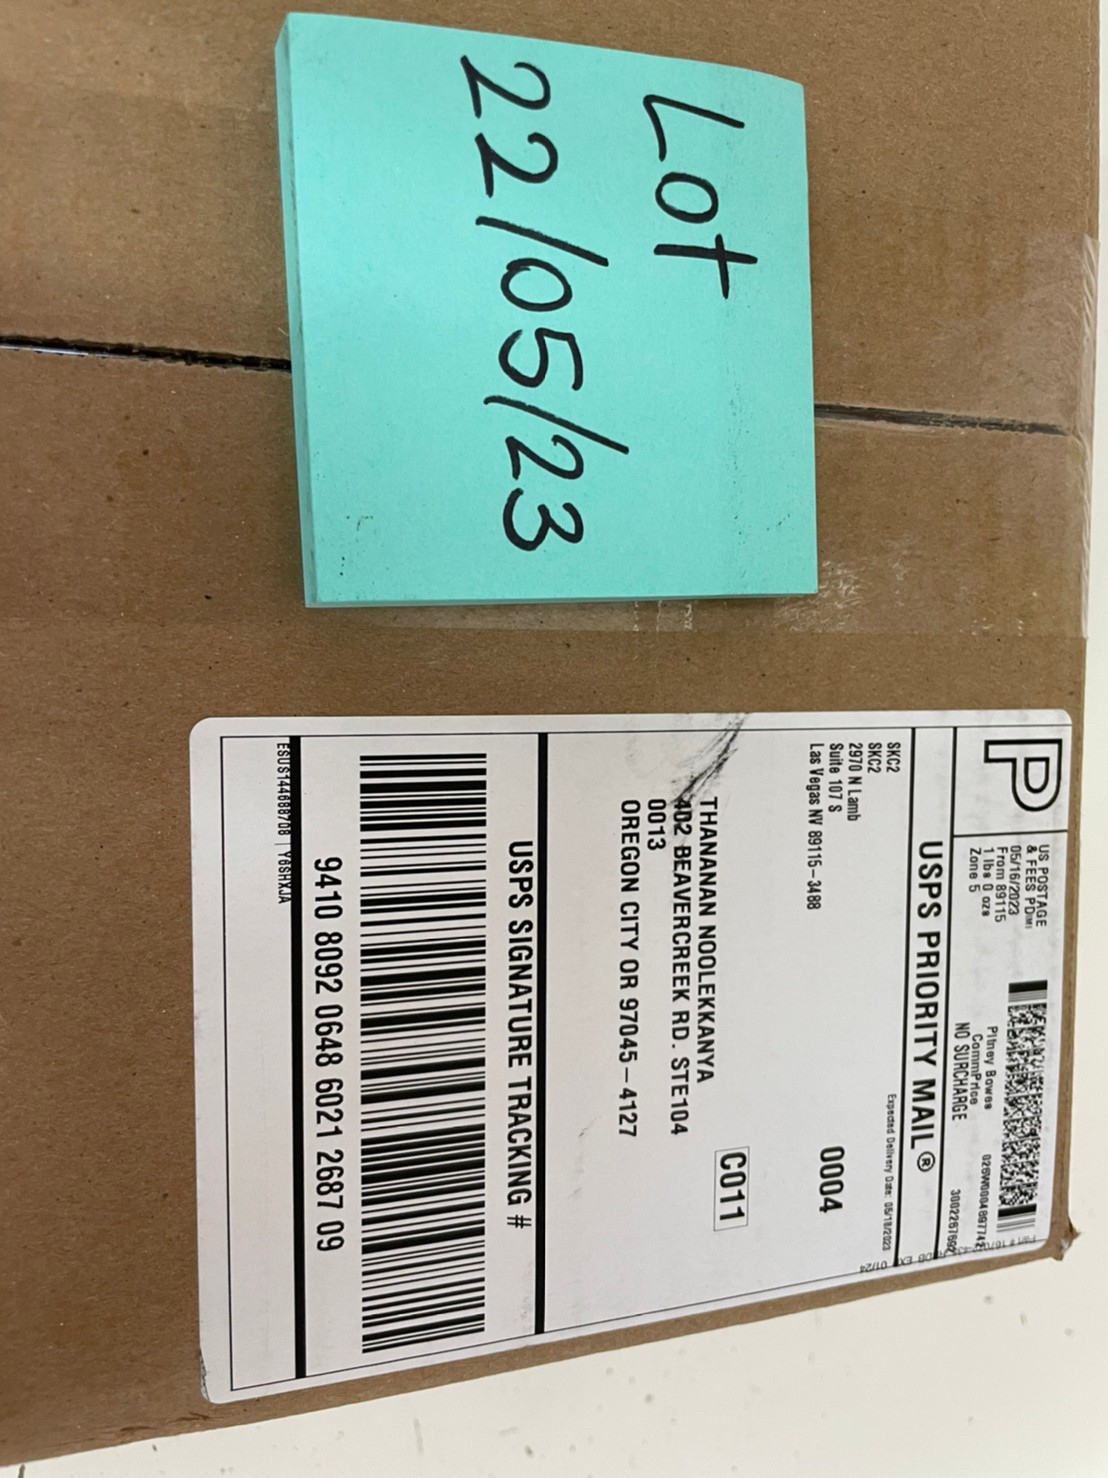 Lot
22/05/23
P
US POSTAGE
& FEES PD IMI
05/16/2023
From 89115
1 lbs 0 ozs
Zone 5
Pitney Bowes
CommPrice
NO SURCHARGE
USPS PRIORITY MAIL®
Expected Delivery Date: 05/18/2023
SKC2
SKC2
2970 N Lamb
Suite 107 S
Las Vegas NV 89115-3488
0004
C011
THANANAN NOOLEKKANYA
402 BEAVERCREEK RD. STE104
0013
OREGON CITY OR 97045-4127
USPS SIGNATURE TRACKING #
9410 8092 0648 6021 2687 09
ESUS144688708 | Y6SHXJA